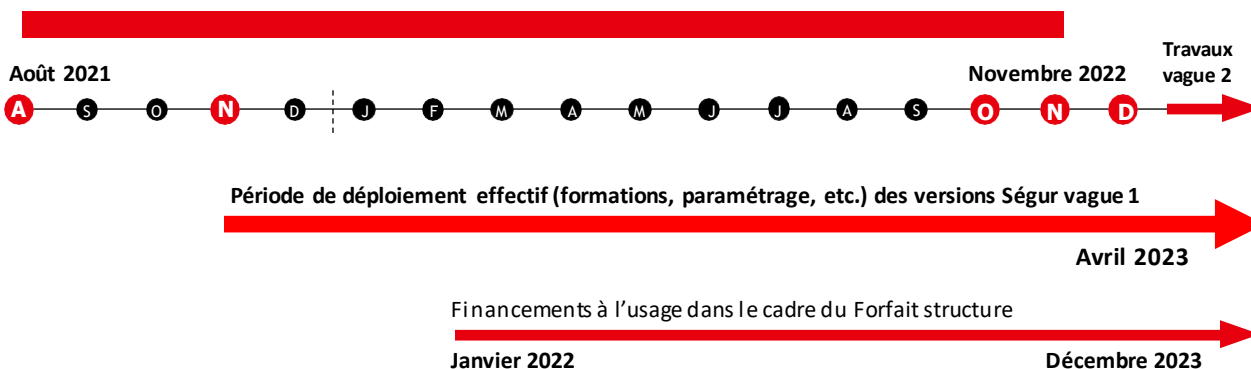 Août 2021
Novembre 2022
Travaux
vague 2
A S O N D J F M A M J J A S O N D
Période de déploiement effectif (formations, paramétrage, etc.) des versions Ségur vague 1
Avril 2023
Financements à l’usage dans le cadre du Forfait structure
Janvier 2022
Décembre 2023